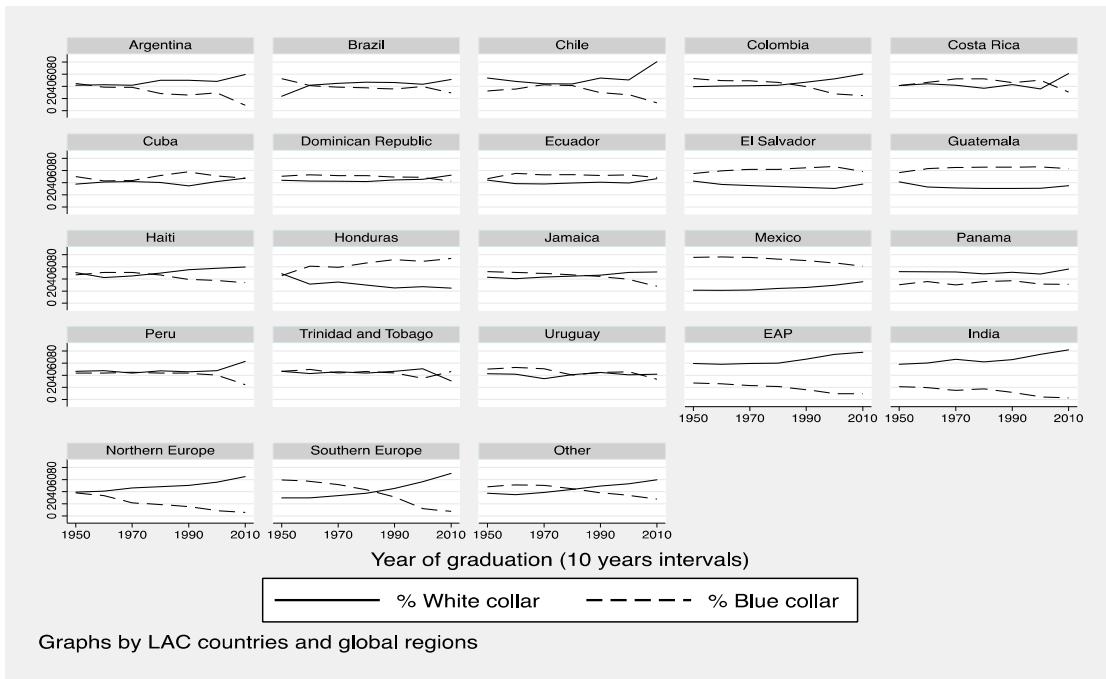 Argentina Brazil Chile Colombia Costa Rica
0 20 40 60 80
Cuba Dominican Republic Ecuador El Salvador Guatemala
0 20 40 60 80
Haiti Honduras Jamaica Mexico Panama
0 20 40 60 80
Peru Trinidad and Tobago Uruguay EAP India
0 20 40 60 80
1950 1970 1990 2010 1950 1970 1990 2010
Northern Europe Southern Europe Other
0 20 40 60 80
1950 1970 1990 2010 1950 1970 1990 2010 1950 1970 1990 2010
Year of graduation (10 years intervals)
% White collar % Blue collar
Graphs by LAC countries and global regions